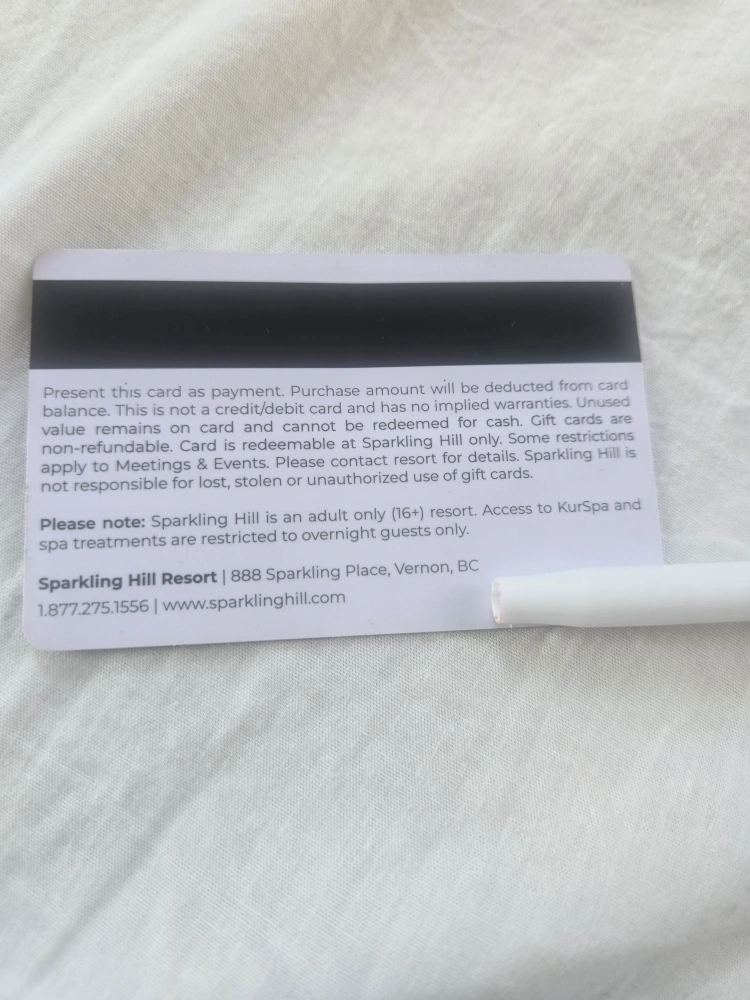 Present this card as payment. Purchase amount will be deducted from card
balance. This is not a credit/debit card and has no implied warranties. Unused
value remains on card and cannot be redeemed for cash. Gift cards are
non-refundable. Card is redeemable at Sparkling Hill only. Some restrictions
apply to Meetings & Events. Please contact resort for details. Sparkling Hill is
not responsible for lost, stolen or unauthorized use of gift cards.
Please note: Sparkling Hill is an adult only (16+) resort. Access to KurSpa and
spa treatments are restricted to overnight guests only.
Sparkling Hill Resort | 888 Sparkling Place, Vernon, BC
1.877.275.1556 | www.sparklinghill.com